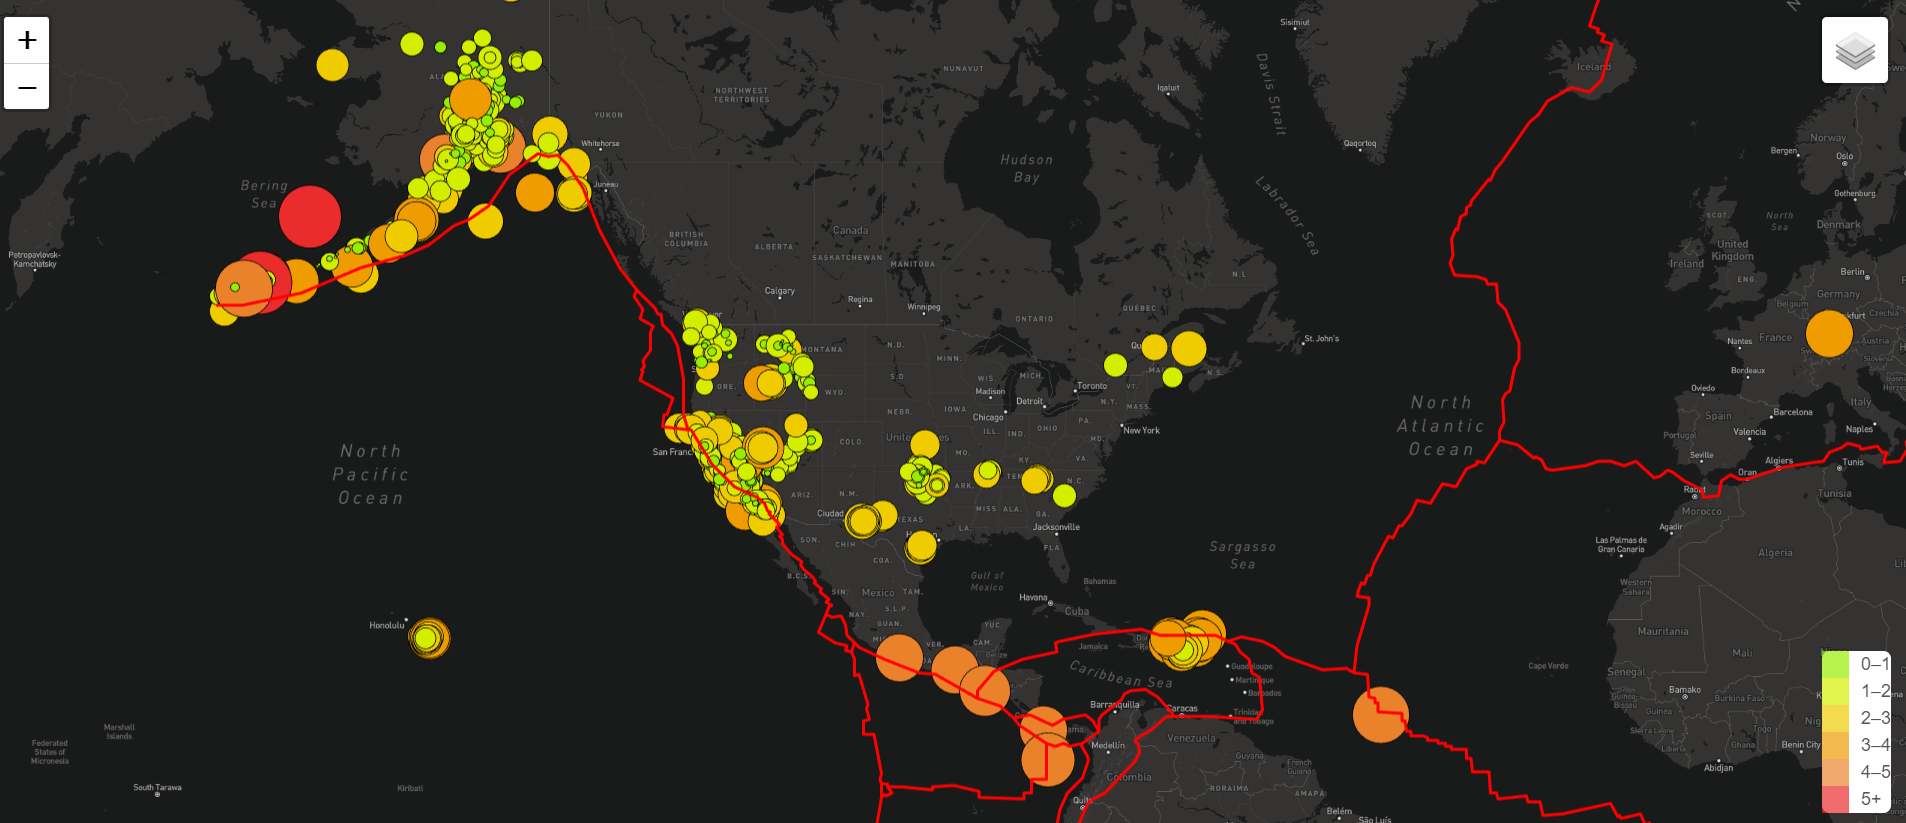 +
−
Sisimiut
Iceland
Davis Strait
NUNAVUT
Iqaluit
NORTHWEST
TERRITORIES
YUKON
Whitehorse
Qaqortoq
Norway
Bergen
Oslo
Hudson
Bay
Bering
Sea
Juneau
Labrador Sea
Gothenburg
SCOT.
North
Sea
Denmark
BRITISH
COLUMBIA
Canada
ALBERTA
SASKATCHEWAN
MANITOBA
Petropavlovsk-
Kamchatsky
United
Kingdom
Ireland
ENG.
Berlin
N.L.
Germany
Calgary
Regina
Winnipeg
QUÉBEC
ONTARIO
Belgium
Czechia
St. John's
Nantes
France
Austria
Slovenia
MONTANA
N.D.
MINN.
Bordeaux
N.S.
S.D.
WIS.
MICH.
VT.
Toronto
Madison
Detroit
ORE.
WYO.
Oviedo
Italy
N.Y.
MASS.
IOWA
NEBR.
Chicago
Barcelona
Spain
Naples
North
Atlantic
Ocean
PA.
OHIO
ILL.
IND.
New York
Portugal
Valencia
COLO.
MD.
San Franc
North
Pacific
Ocean
MO.
KY.
VA.
Seville
Algiers
Tunis
Oran
ARK.
N.C.
Rabat
Tunisia
ARIZ.
N.M.
MISS.
ALA.
GA.
Morocco
Ciudad
TEXAS
LA.
Jacksonville
Agadir
SON.
CHIH.
FLA.
Las Palmas de
Gran Canaria
Sargasso
Sea
Algeria
COA.
B.C.S.
Gulf of
Mexico
Bahamas
Western
Sahara
SIN.
Mexico
TAM.
Havana
Cuba
S.L.P.
NAY.
GUAN.
Honolulu
YUC.
Mauritania
VER.
CAM.
Jamaica
Belize
Mali
Caribbean Sea
Guadeloupe
Cape Verde
Senegal
Martinique
Barbados
Bamako
Guinea-
Bissau
Burkina Faso
Barranquilla
Caracas
Guinea
Trinidad
and Tobago
Marshall
Islands
Sierra Leone
Togo
Federated
States of
Micronesia
Venezuela
Medellín
Ghana
Liberia
Benin City
Guyana
French
Guiana
Abidjan
Colombia
South Tarawa
Kiribati
RORAIMA
AMAPÁ
Quito
Belém
São Luís
0–1
1–2
2–3
3–4
4–5
5+